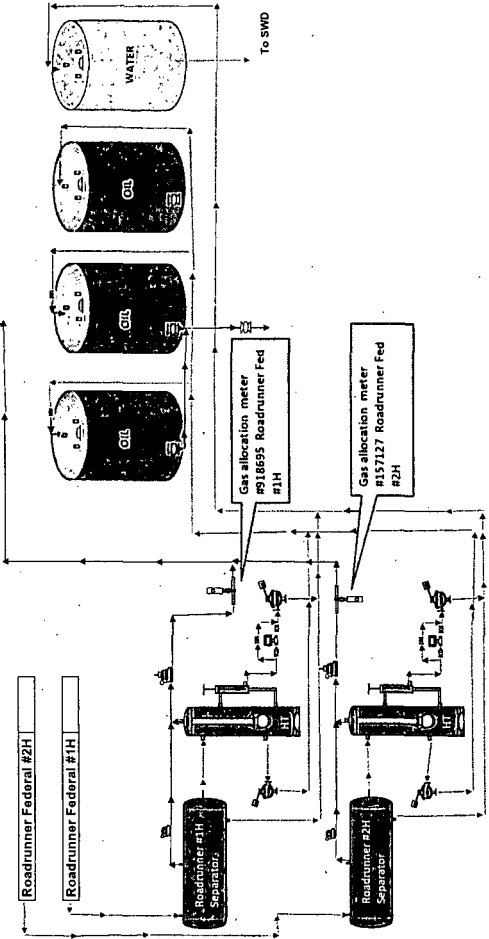 Roadrunner Federal #2H
Roadrunner Federal #1H
Roadrunner #1H
Separator
Roadrunner #2H
Separator
HT
HT
Gas allocation meter
#918695 Roadrunner Fed
#1H
Gas allocation meter
#157127 Roadrunner Fed
#2H
OIL
OIL
OIL
WATER
To SWD